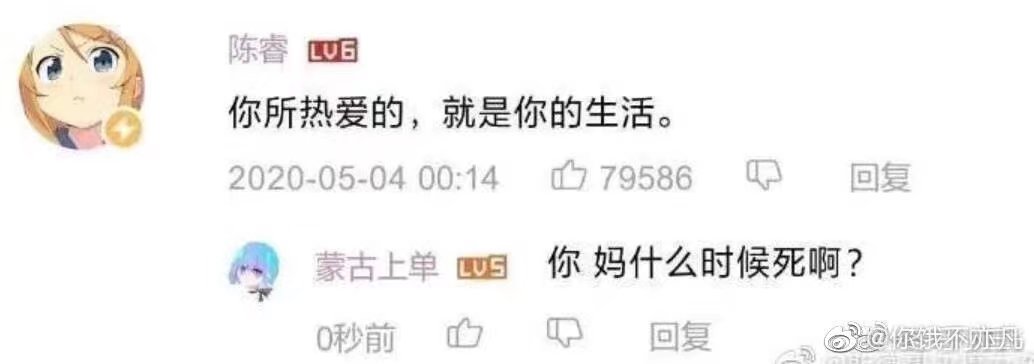 陈睿 LV6
你所热爱的，就是你的生活。
2020-05-04 00:14 79586 回复
蒙古上单 LV5 你 妈什么时候死啊？
0秒前 回复
@你饿不亦凡